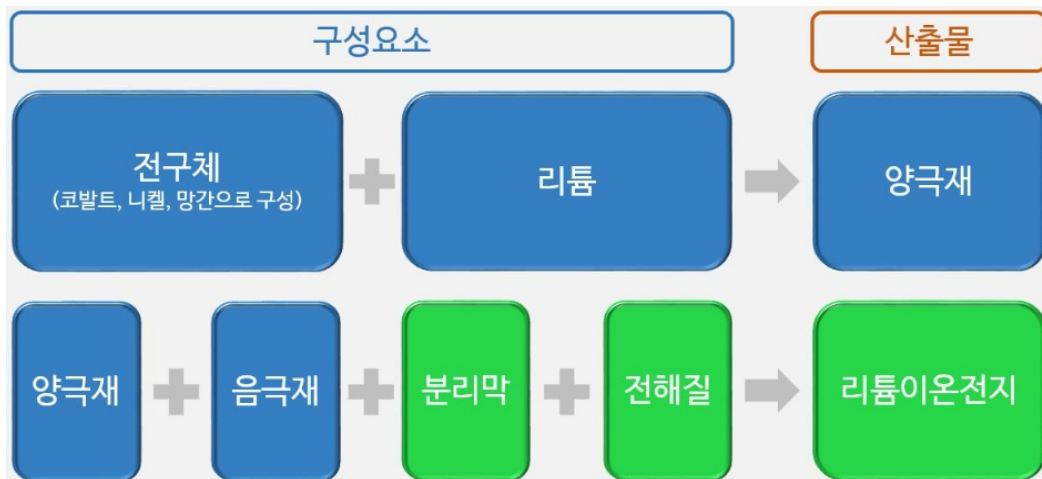 구성요소
산출물
전구체
(코발트, 니켈, 망간으로 구성)
리튬
양극재
양극재
음극재
분리막
전해질
리튬이온전지